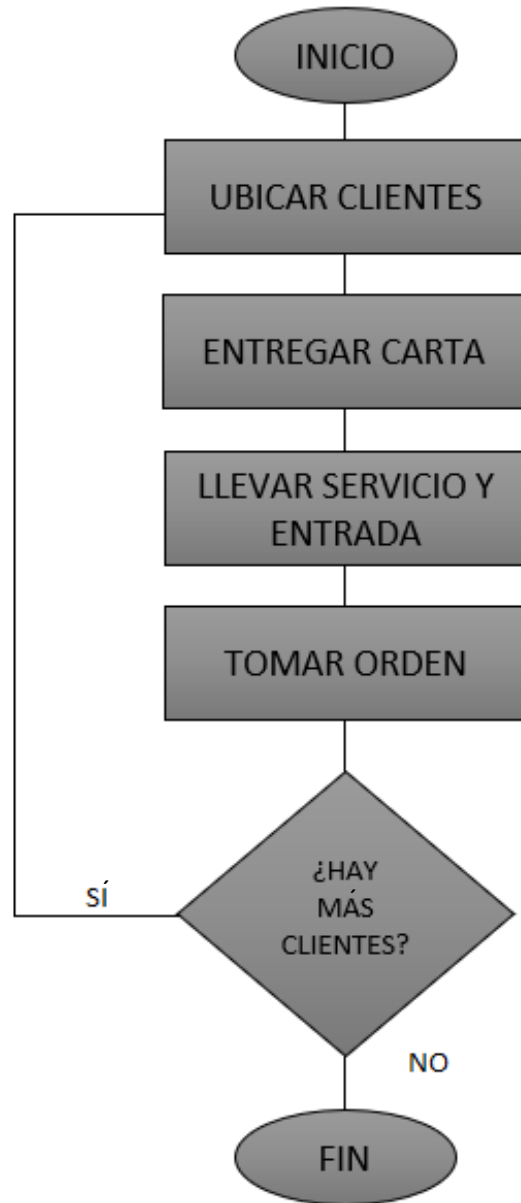 INICIO
UBICAR CLIENTES
ENTREGAR CARTA
LLEVAR SERVICIO Y
ENTRADA
TOMAR ORDEN
¿HAY
MÁS
CLIENTES?
SÍ
NO
FIN